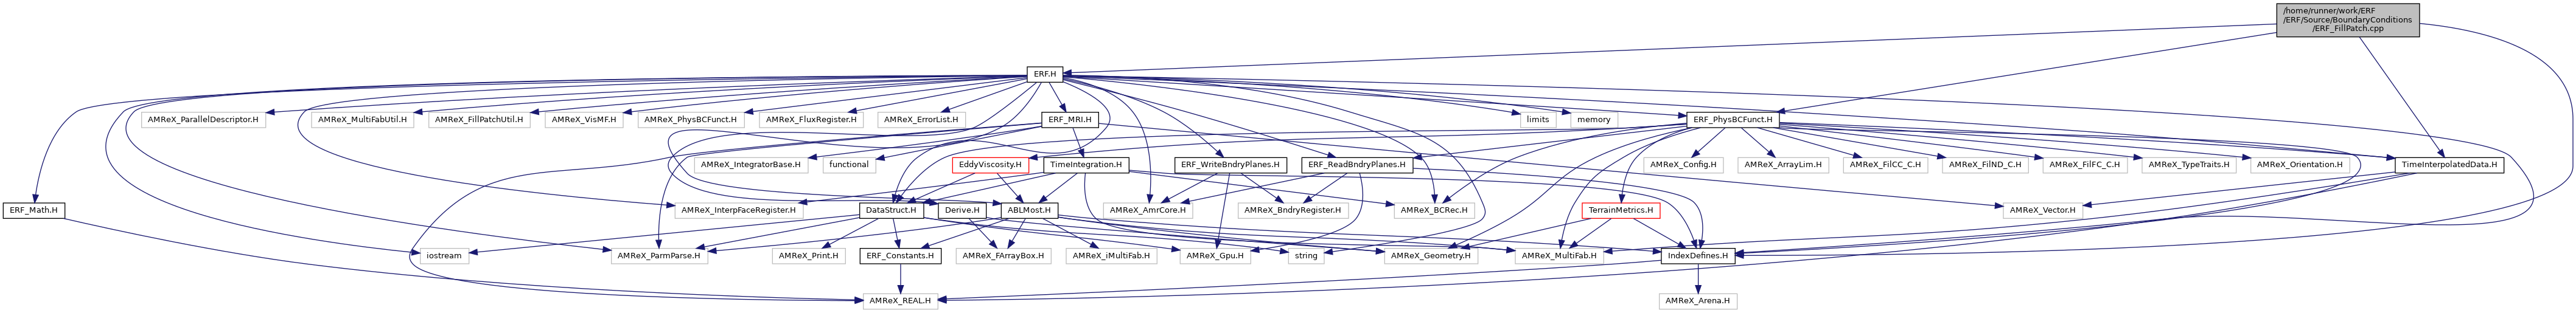 /home/runner/work/ERF
/ERF/Source/BoundaryConditions
/ERF_FillPatch.cpp
ERF.H
AMReX_ParallelDescriptor.H
AMReX_MultiFabUtil.H
AMReX_FillPatchUtil.H
AMReX_VisMF.H
AMReX_PhysBCFunct.H
AMReX_FluxRegister.H
AMReX_ErrorList.H
ERF_MRI.H
limits
memory
ERF_PhysBCFunct.H
AMReX_IntegratorBase.H
functional
EddyViscosity.H
TimeIntegration.H
ERF_WriteBndryPlanes.H
ERF_ReadBndryPlanes.H
AMReX_Config.H
AMReX_ArrayLim.H
AMReX_FilCC_C.H
AMReX_FilND_C.H
AMReX_FilFC_C.H
AMReX_TypeTraits.H
AMReX_Orientation.H
TimeInterpolatedData.H
ERF_Math.H
AMReX_InterpFaceRegister.H
DataStruct.H
Derive.H
ABLMost.H
AMReX_AmrCore.H
AMReX_BndryRegister.H
AMReX_BCRec.H
TerrainMetrics.H
AMReX_Vector.H
iostream
AMReX_ParmParse.H
AMReX_Print.H
ERF_Constants.H
AMReX_FArrayBox.H
AMReX_iMultiFab.H
AMReX_Gpu.H
string
AMReX_Geometry.H
AMReX_MultiFab.H
IndexDefines.H
AMReX_REAL.H
AMReX_Arena.H